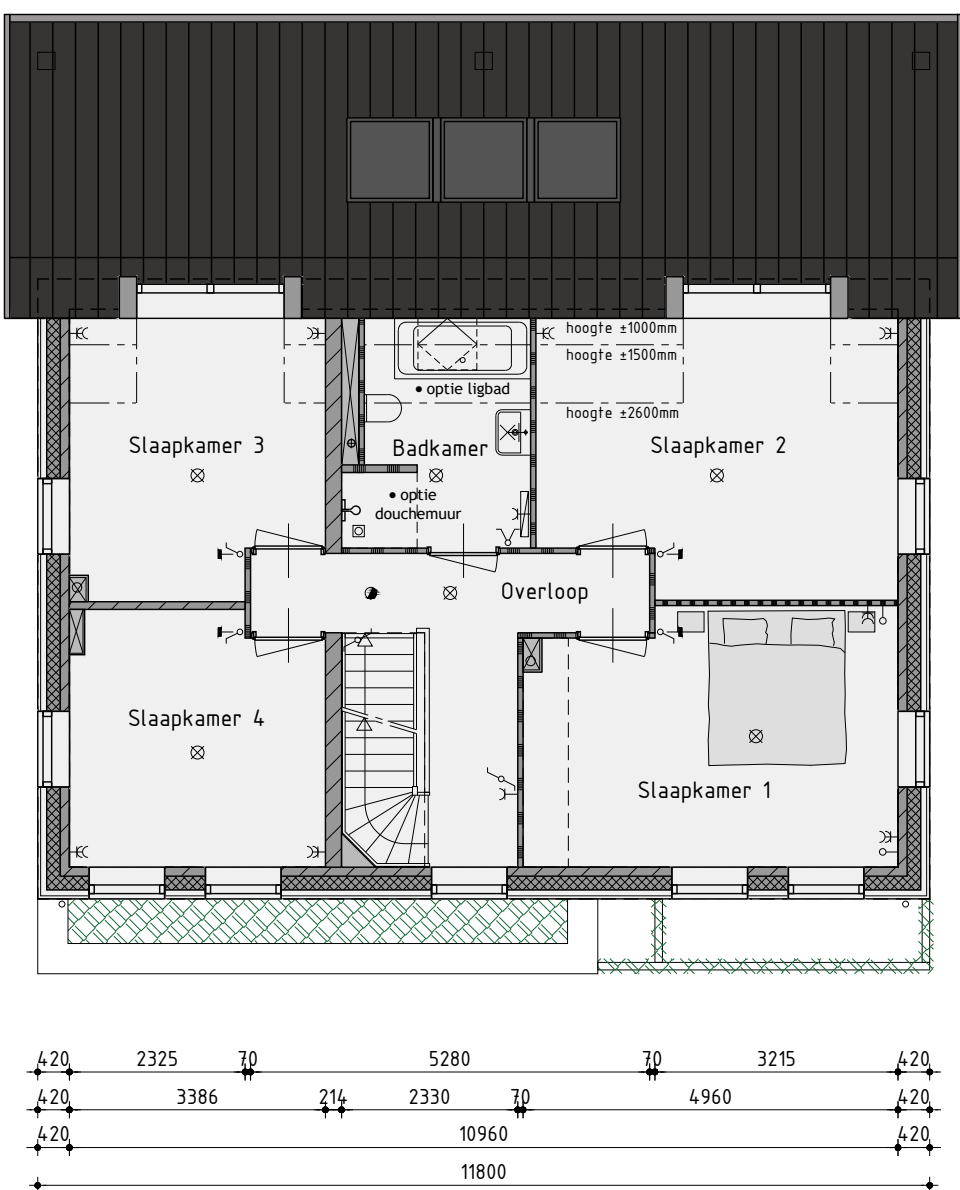 hoogte ±1000mm
hoogte ±1500mm
• optie ligbad
hoogte ±2600mm
Slaapkamer 3
Badkamer
Slaapkamer 2
• optie
douchemuur
Overloop
Slaapkamer 4
Slaapkamer 1
420 2325 70 5280 70 3215 420
420 3386 214 2330 70 4960 420
420 10960 420
11800